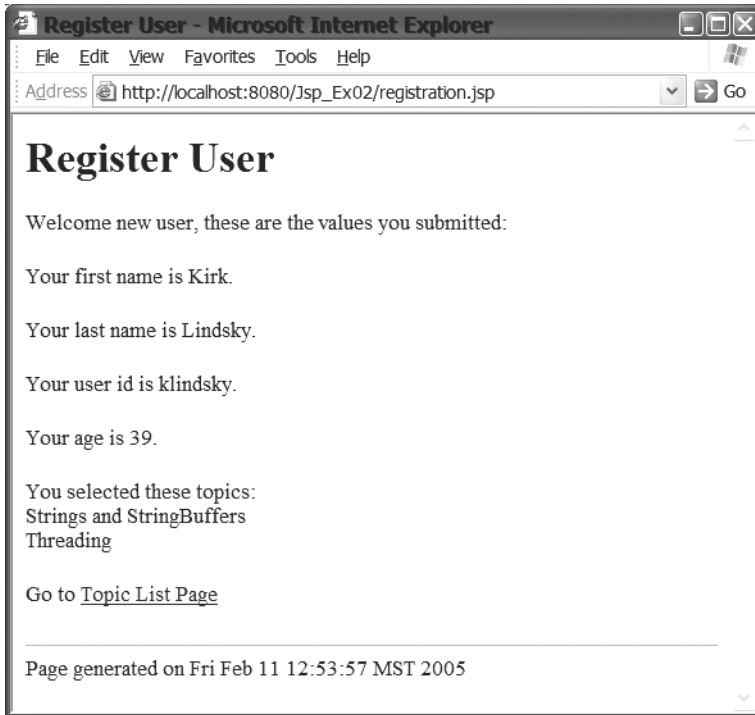 Register User - Microsoft Internet Explorer
File Edit View Favorites Tools Help
Address http://localhost:8080/Jsp_Ex02/registration.jsp Go
Register User
Welcome new user, these are the values you submitted:
Your first name is Kirk.
Your last name is Lindsky.
Your user id is klindsky.
Your age is 39.
You selected these topics:
Strings and StringBuffers
Threading
Go to Topic List Page
Page generated on Fri Feb 11 12:53:57 MST 2005